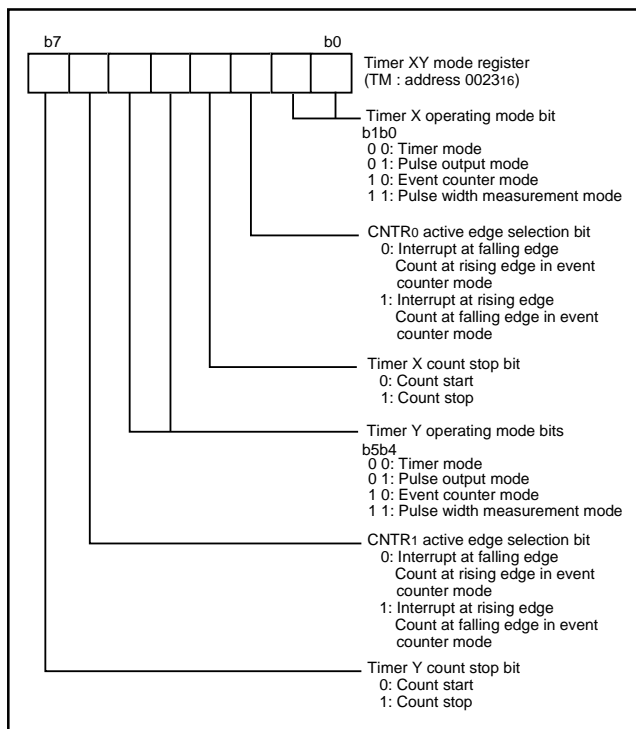 b7 b0
Timer XY mode register
(TM : address 002316)
Timer X operating mode bit
b1b0
0 0: Timer mode
0 1: Pulse output mode
1 0: Event counter mode
1 1: Pulse width measurement mode
CNTR0 active edge selection bit
0: Interrupt at falling edge
Count at rising edge in event
counter mode
1: Interrupt at rising edge
Count at falling edge in event
counter mode
Timer X count stop bit
0: Count start
1: Count stop
Timer Y operating mode bits
b5b4
0 0: Timer mode
0 1: Pulse output mode
1 0: Event counter mode
1 1: Pulse width measurement mode
CNTR1 active edge selection bit
0: Interrupt at falling edge
Count at rising edge in event
counter mode
1: Interrupt at rising edge
Count at falling edge in event
counter mode
Timer Y count stop bit
0: Count start
1: Count stop